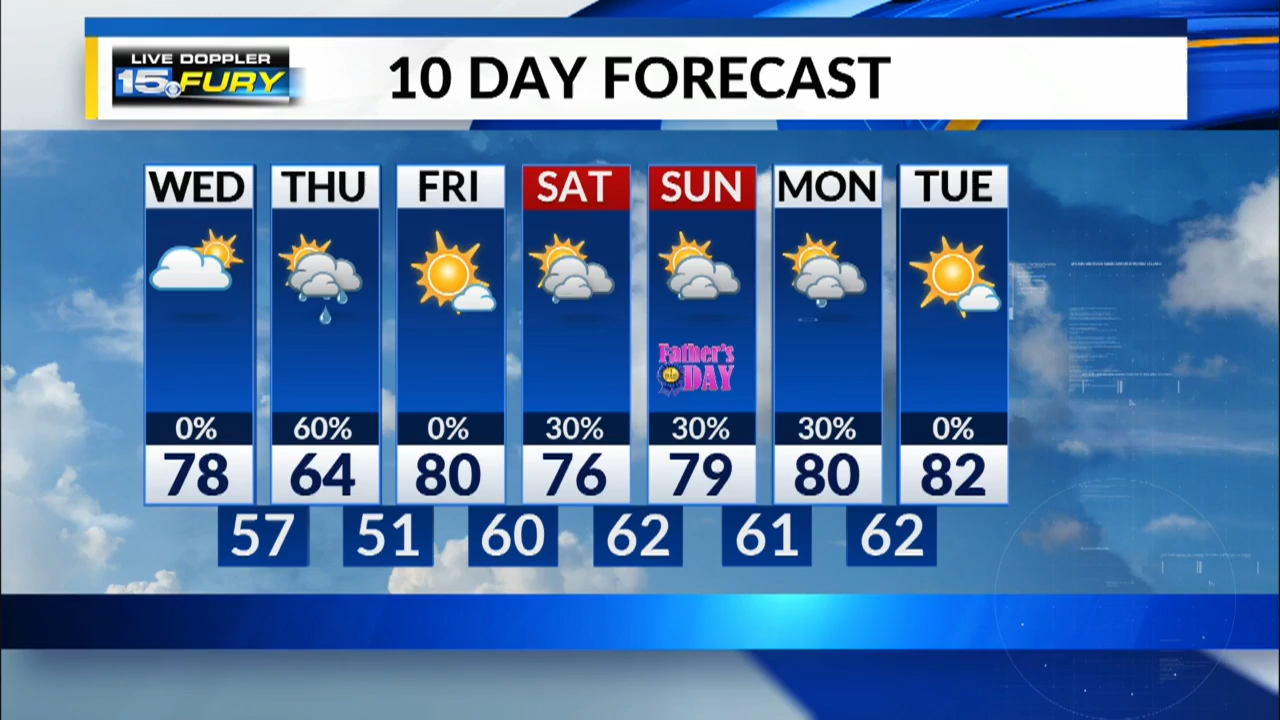 LIVE DOPPLER
15 FURY
10 DAY FORECAST
WED THU FRI SAT SUN MON TUE
Father's
DAY
0% 60% 0% 30% 30% 30% 0%
78 64 80 76 79 80 82
57 51 60 62 61 62